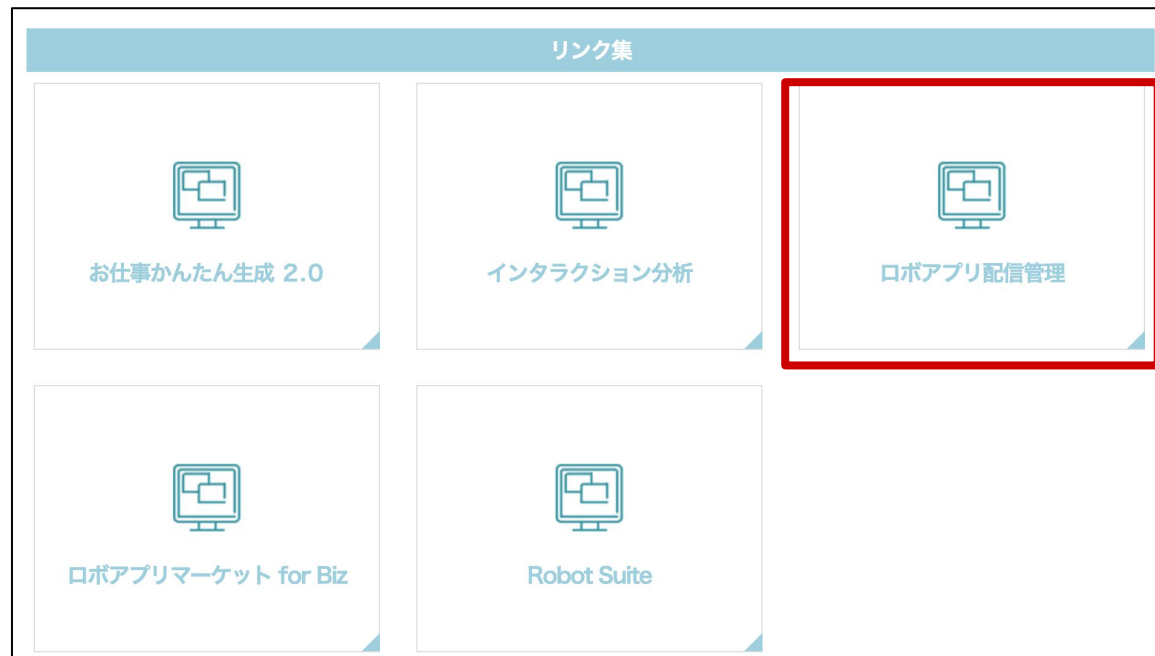 リンク集
お仕事かんたん生成 2.0
インタラクション分析
ロボアプリ配信管理
ロボアプリマーケット for Biz
Robot Suite